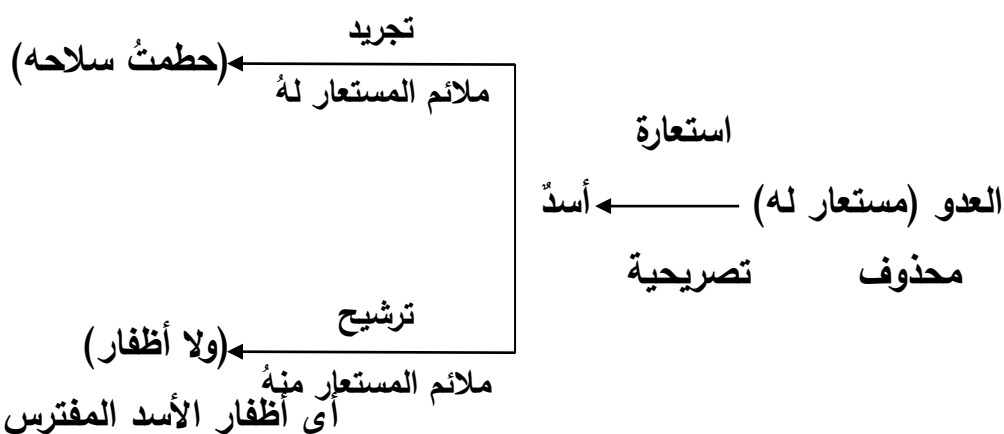 تجريد
(حطمتُ سلاحه)
ملائم المستعار لهُ
استعارة
العدو (مستعار له) أسدٌ
محذوف تصريحية
ترشيح
(ولا أظفار)
ملائم المستعار منهُ
أى أظفار الأسد المفترس